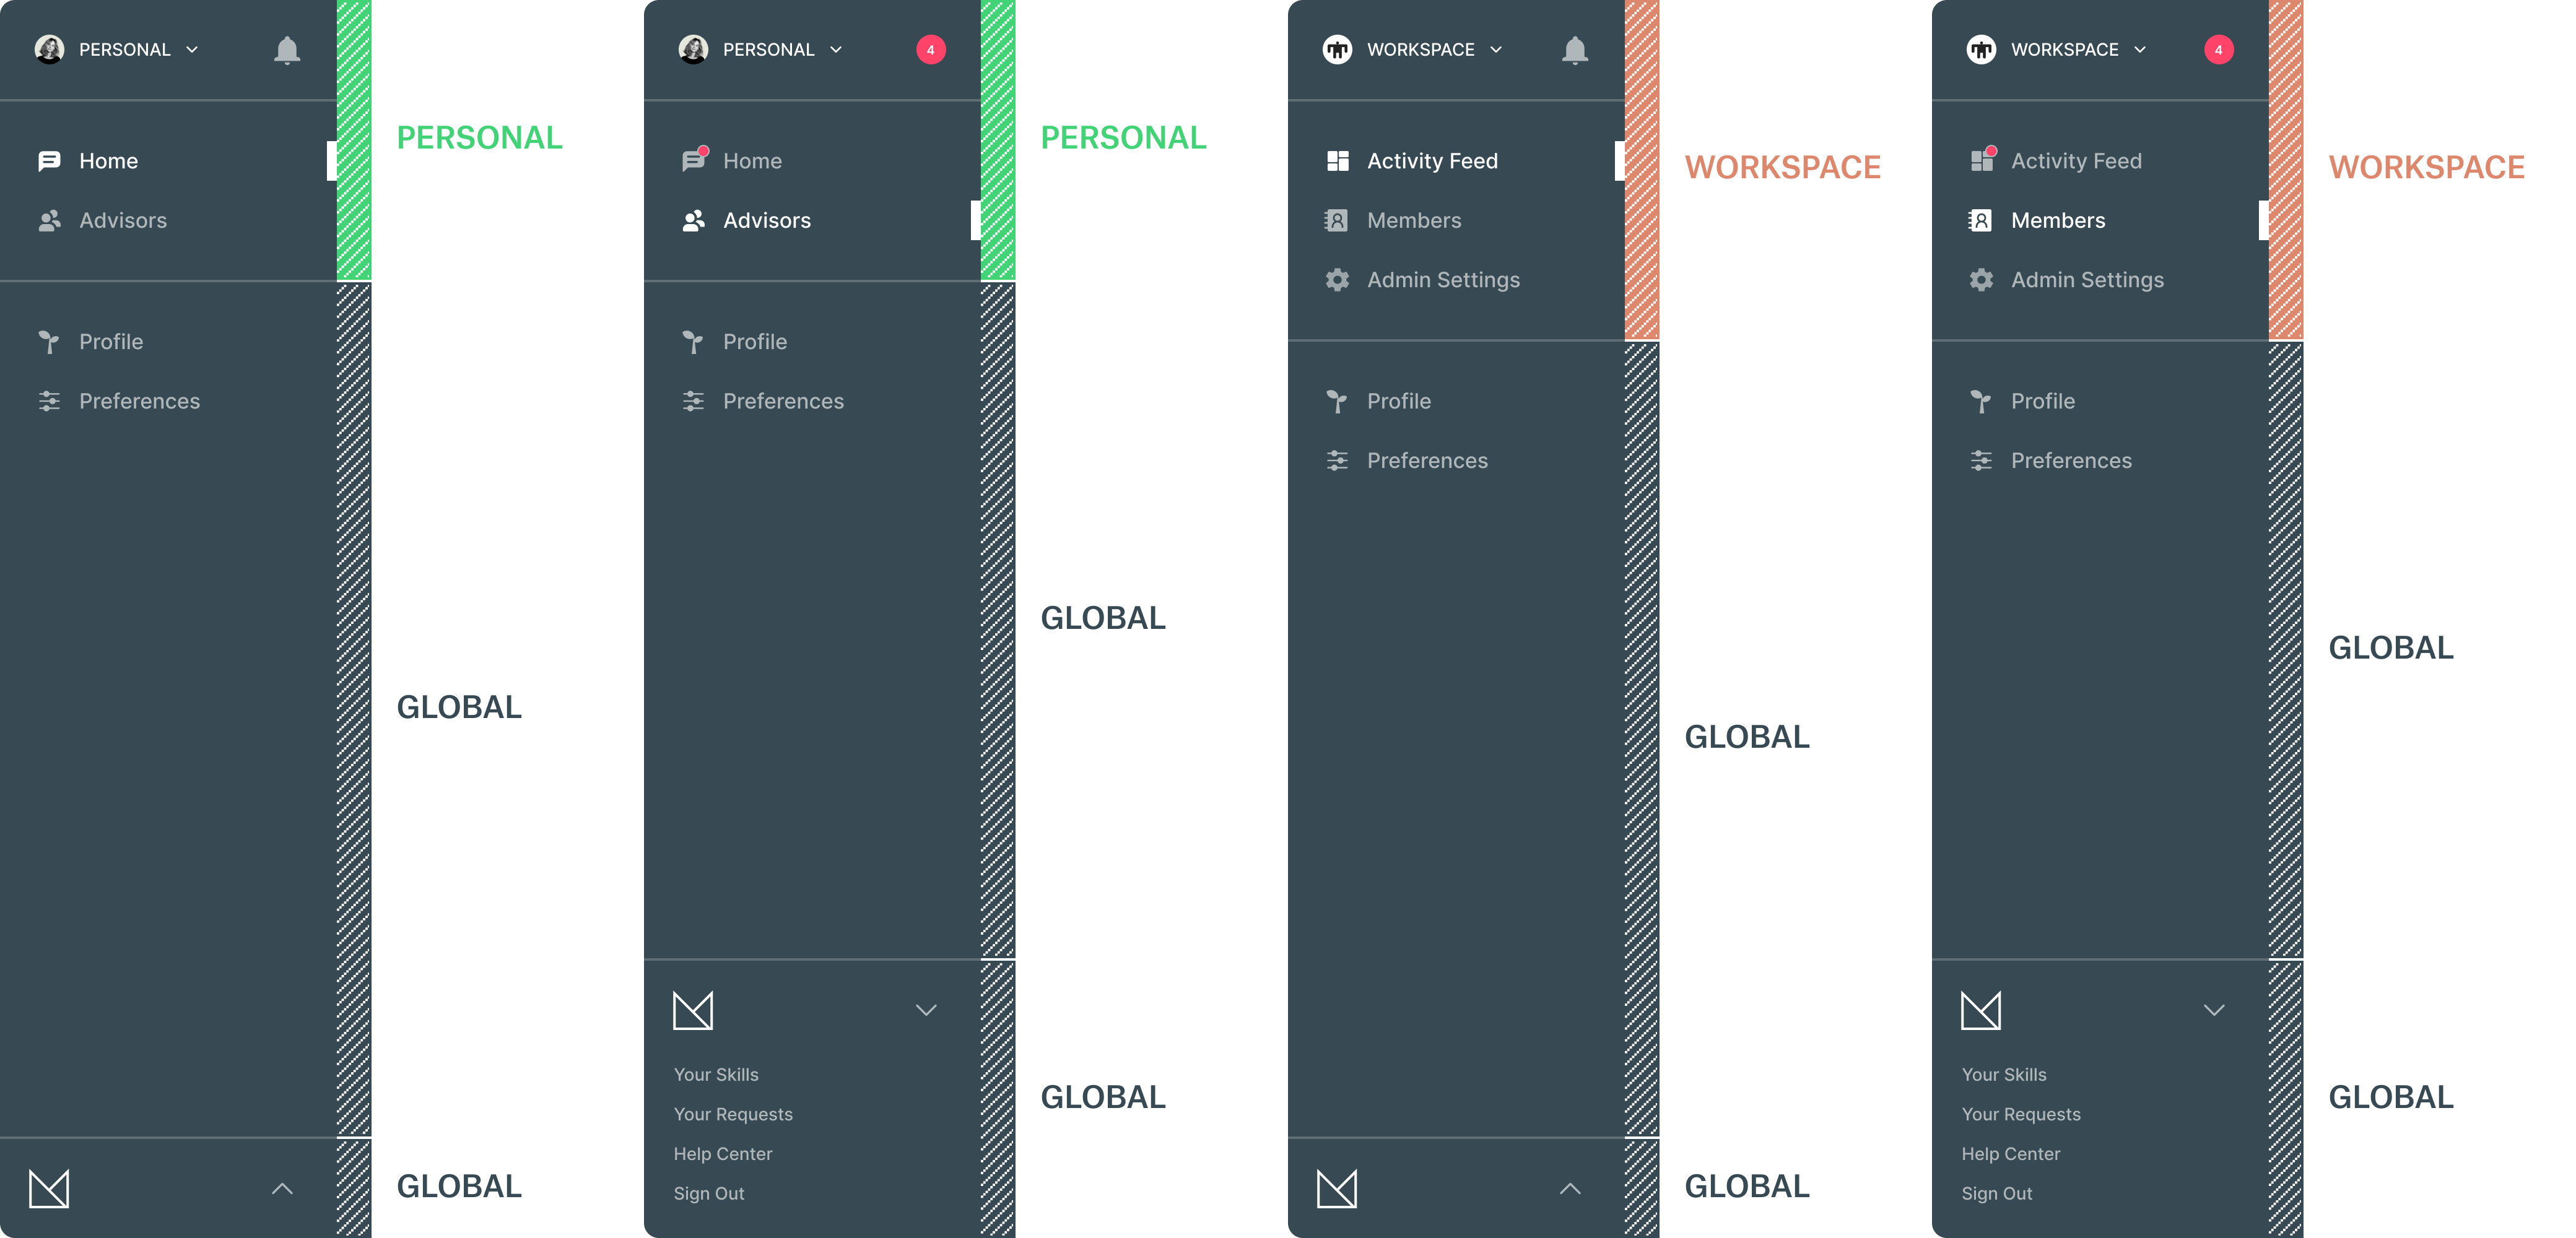 PERSONAL
Home
Advisors
Profile
Preferences
PERSONAL
GLOBAL
GLOBAL
PERSONAL
4
Home
Advisors
Profile
Preferences
Your Skills
Your Requests
Help Center
Sign Out
PERSONAL
GLOBAL
GLOBAL
WORKSPACE
Activity Feed
Members
Admin Settings
Profile
Preferences
WORKSPACE
GLOBAL
GLOBAL
WORKSPACE
4
Activity Feed
Members
Admin Settings
Profile
Preferences
Your Skills
Your Requests
Help Center
Sign Out
WORKSPACE
GLOBAL
GLOBAL